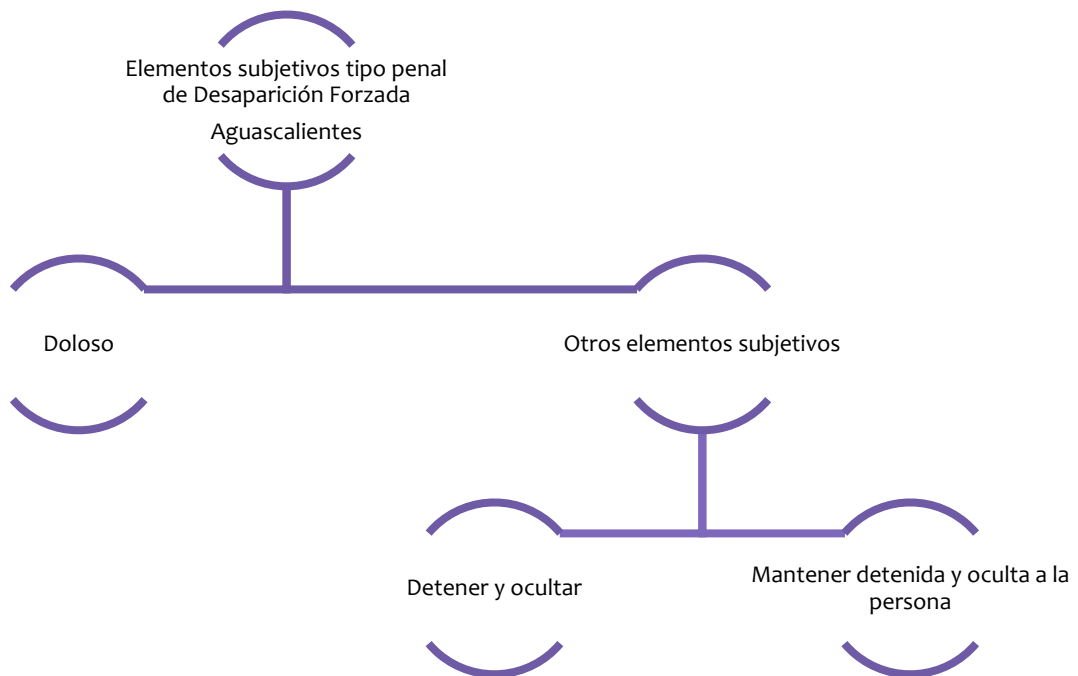 Elementos subjetivos tipo penal
de Desaparición Forzada
Aguascalientes
Doloso
Otros elementos subjetivos
Detener y ocultar
Mantener detenida y oculta a la
persona